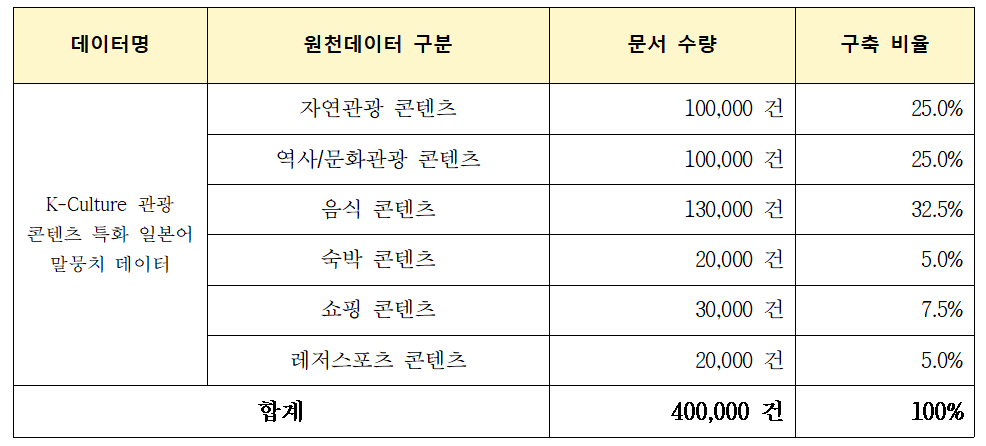 데이터명 원천데이터 구분 문서 수량 구축 비율
K-Culture 관광
콘텐츠 특화 일본어
말뭉치 데이터
자연관광 콘텐츠 100,000 건 25.0%
역사/문화관광 콘텐츠 100,000 건 25.0%
음식 콘텐츠 130,000 건 32.5%
숙박 콘텐츠 20,000 건 5.0%
쇼핑 콘텐츠 30,000 건 7.5%
레저스포츠 콘텐츠 20,000 건 5.0%
합계 400,000 건 100%